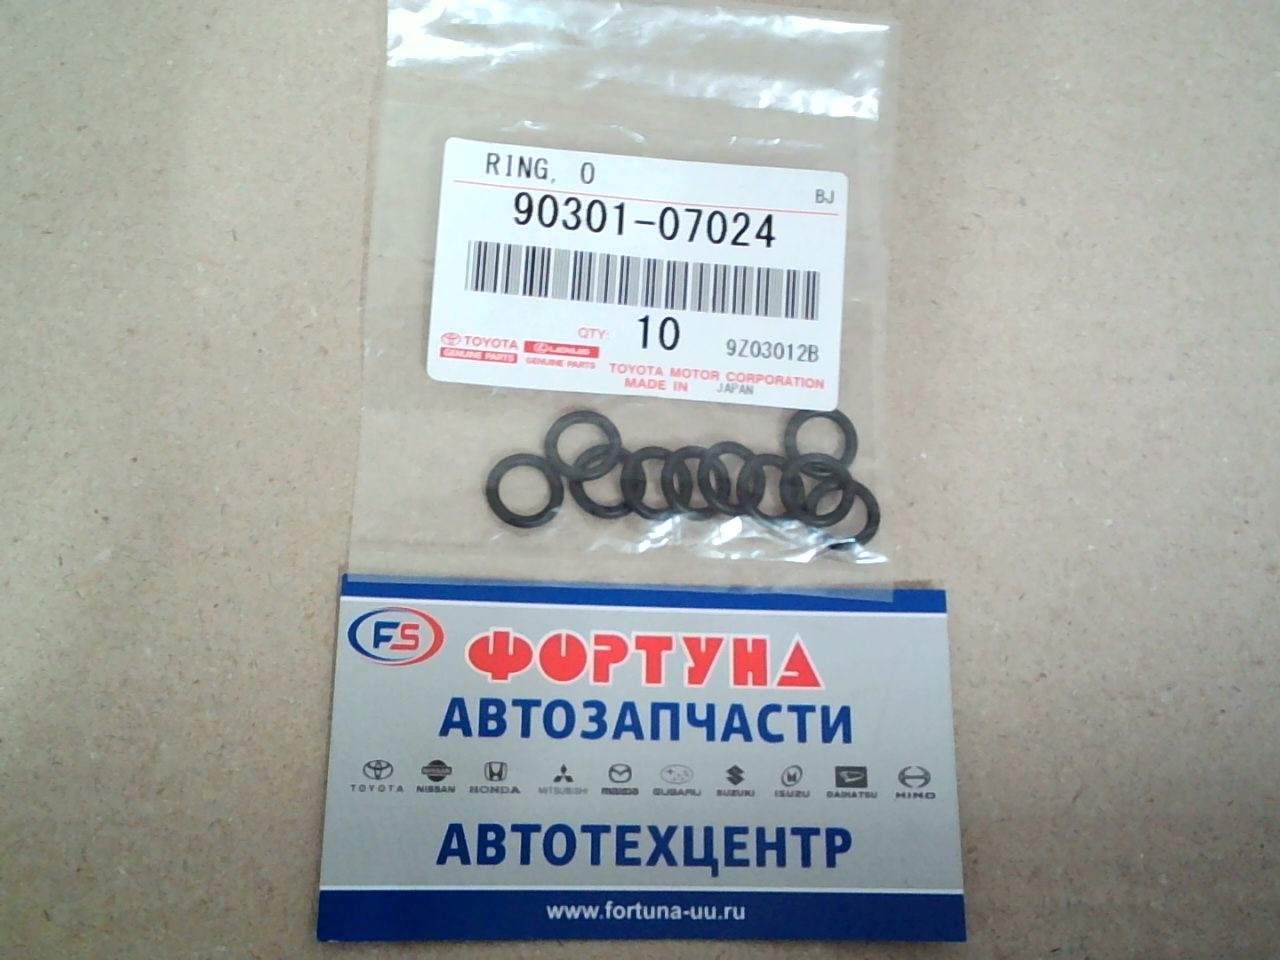 RING, O
BJ
90301-07024
QTY: 10
9Z03012B
TOYOTA
LEXUS
GENUINE PARTS
GENUINE PARTS
TOYOTA MOTOR CORPORATION
MADE IN JAPAN
FS
ФОРТУНА
АВТОЗАПЧАСТИ
TOYOTA NISSAN HONDA MITSUBISHI mazda SUBARU SUZUKI ISUZU DAIHATSU HINO
АВТОТЕХЦЕНТР
www.fortuna-uu.ru